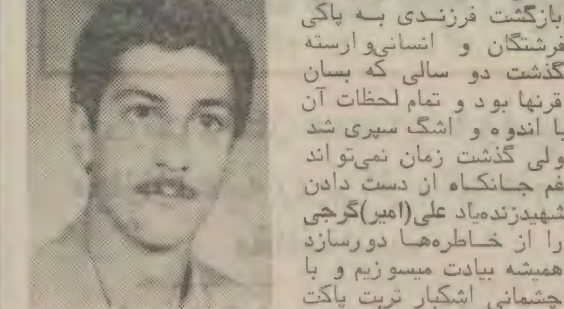 بازگشت فرزندی به پاکی
فرشتگان و انسانی‌وارسته
گذشت دو سالی که بسان
قرنها بود و تمام لحظات آن
با اندوه و اشگ سپری شد
ولی گذشت زمان نمی‌تواند
غم جانکاه از دست دادن
شهیدزنده‌یاد علی(امیر)گرجی
را از خاطره‌ها دورسازد
همیشه بیادت میسوزیم و با
چشمانی اشگبار تربت پاکت